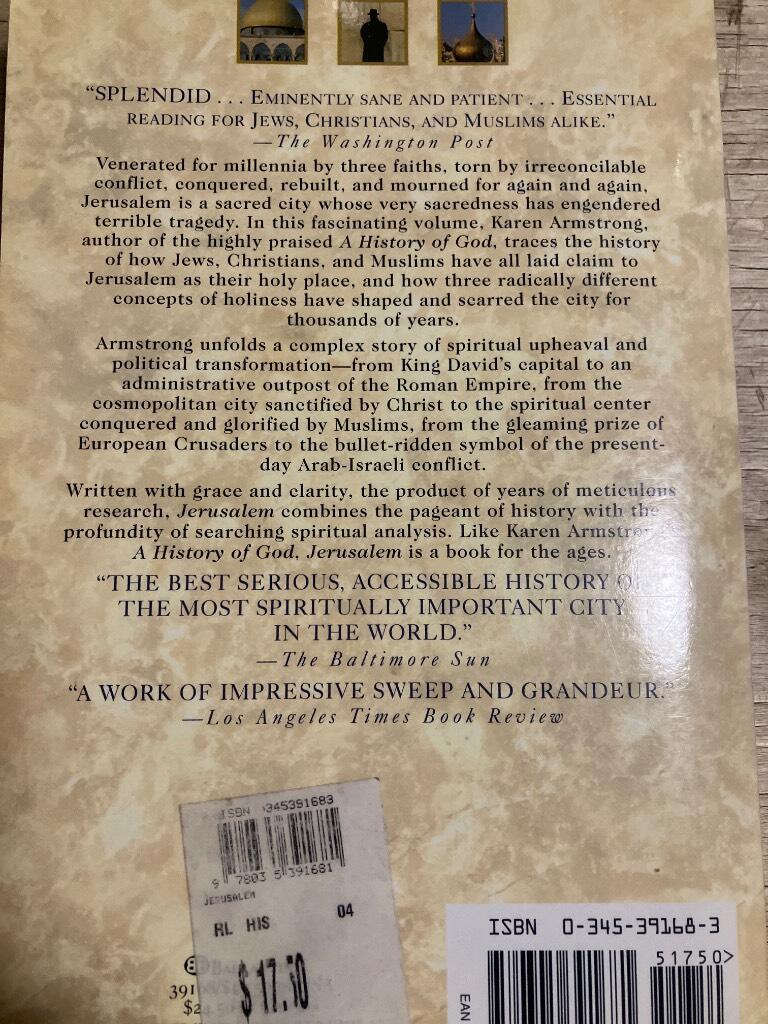 “SPLENDID . . . EMINENTLY SANE AND PATIENT . . . ESSENTIAL
READING FOR JEWS, CHRISTIANS, AND MUSLIMS ALIKE.”
—The Washington Post
Venerated for millennia by three faiths, torn by irreconcilable
conflict, conquered, rebuilt, and mourned for again and again,
Jerusalem is a sacred city whose very sacredness has engendered
terrible tragedy. In this fascinating volume, Karen Armstrong,
author of the highly praised A History of God, traces the history
of how Jews, Christians, and Muslims have all laid claim to
Jerusalem as their holy place, and how three radically different
concepts of holiness have shaped and scarred the city for
thousands of years.
Armstrong unfolds a complex story of spiritual upheaval and
political transformation—from King David’s capital to an
administrative outpost of the Roman Empire, from the
cosmopolitan city sanctified by Christ to the spiritual center
conquered and glorified by Muslims, from the gleaming prize of
European Crusaders to the bullet-ridden symbol of the present-
day Arab-Israeli conflict.
Written with grace and clarity, the product of years of meticulous
research, Jerusalem combines the pageant of history with the
profundity of searching spiritual analysis. Like Karen
A History of God, Jerusalem is a book for the ages.
“THE BEST SERIOUS, ACCESSIBLE HISTORY
THE MOST SPIRITUALLY IMPORTANT CITY
IN THE WORLD.”
—The Baltimore Sun
“A WORK OF IMPRESSIVE SWEEP AND GRANDEUR.”
—Los Angeles Times Book Review
ISBN 345391683
9 7803 5 391681
JERUSALEM
RL HIS 04
$17.50
ISBN 0-345-39168-3
51750>
EAN